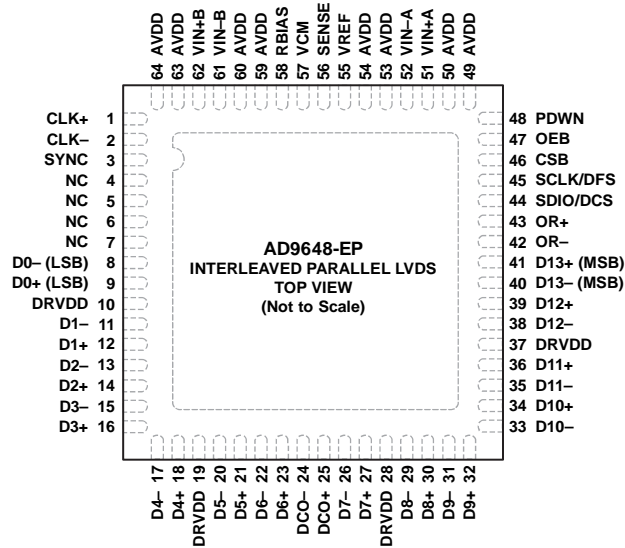 64 AVDD
63 AVDD
62 VIN+B
61 VIN–B
60 AVDD
59 AVDD
58 RBIAS
57 VCM
56 SENSE
55 VREF
54 AVDD
53 AVDD
52 VIN–A
51 VIN+A
50 AVDD
49 AVDD
CLK+ 1
CLK– 2
SYNC 3
NC 4
NC 5
NC 6
NC 7
D0– (LSB) 8
D0+ (LSB) 9
DRVDD 10
D1– 11
D1+ 12
D2– 13
D2+ 14
D3– 15
D3+ 16
AD9648-EP
INTERLEAVED PARALLEL LVDS
TOP VIEW
(Not to Scale)
48 PDWN
47 OEB
46 CSB
45 SCLK/DFS
44 SDIO/DCS
43 OR+
42 OR–
41 D13+ (MSB)
40 D13– (MSB)
39 D12+
38 D12–
37 DRVDD
36 D11+
35 D11–
34 D10+
33 D10–
D4– 17
D4+ 18
DRVDD 19
D5– 20
D5+ 21
D6– 22
D6+ 23
DCO– 24
DCO+ 25
D7– 26
D7+ 27
DRVDD 28
D8– 29
D8+ 30
D9– 31
D9+ 32